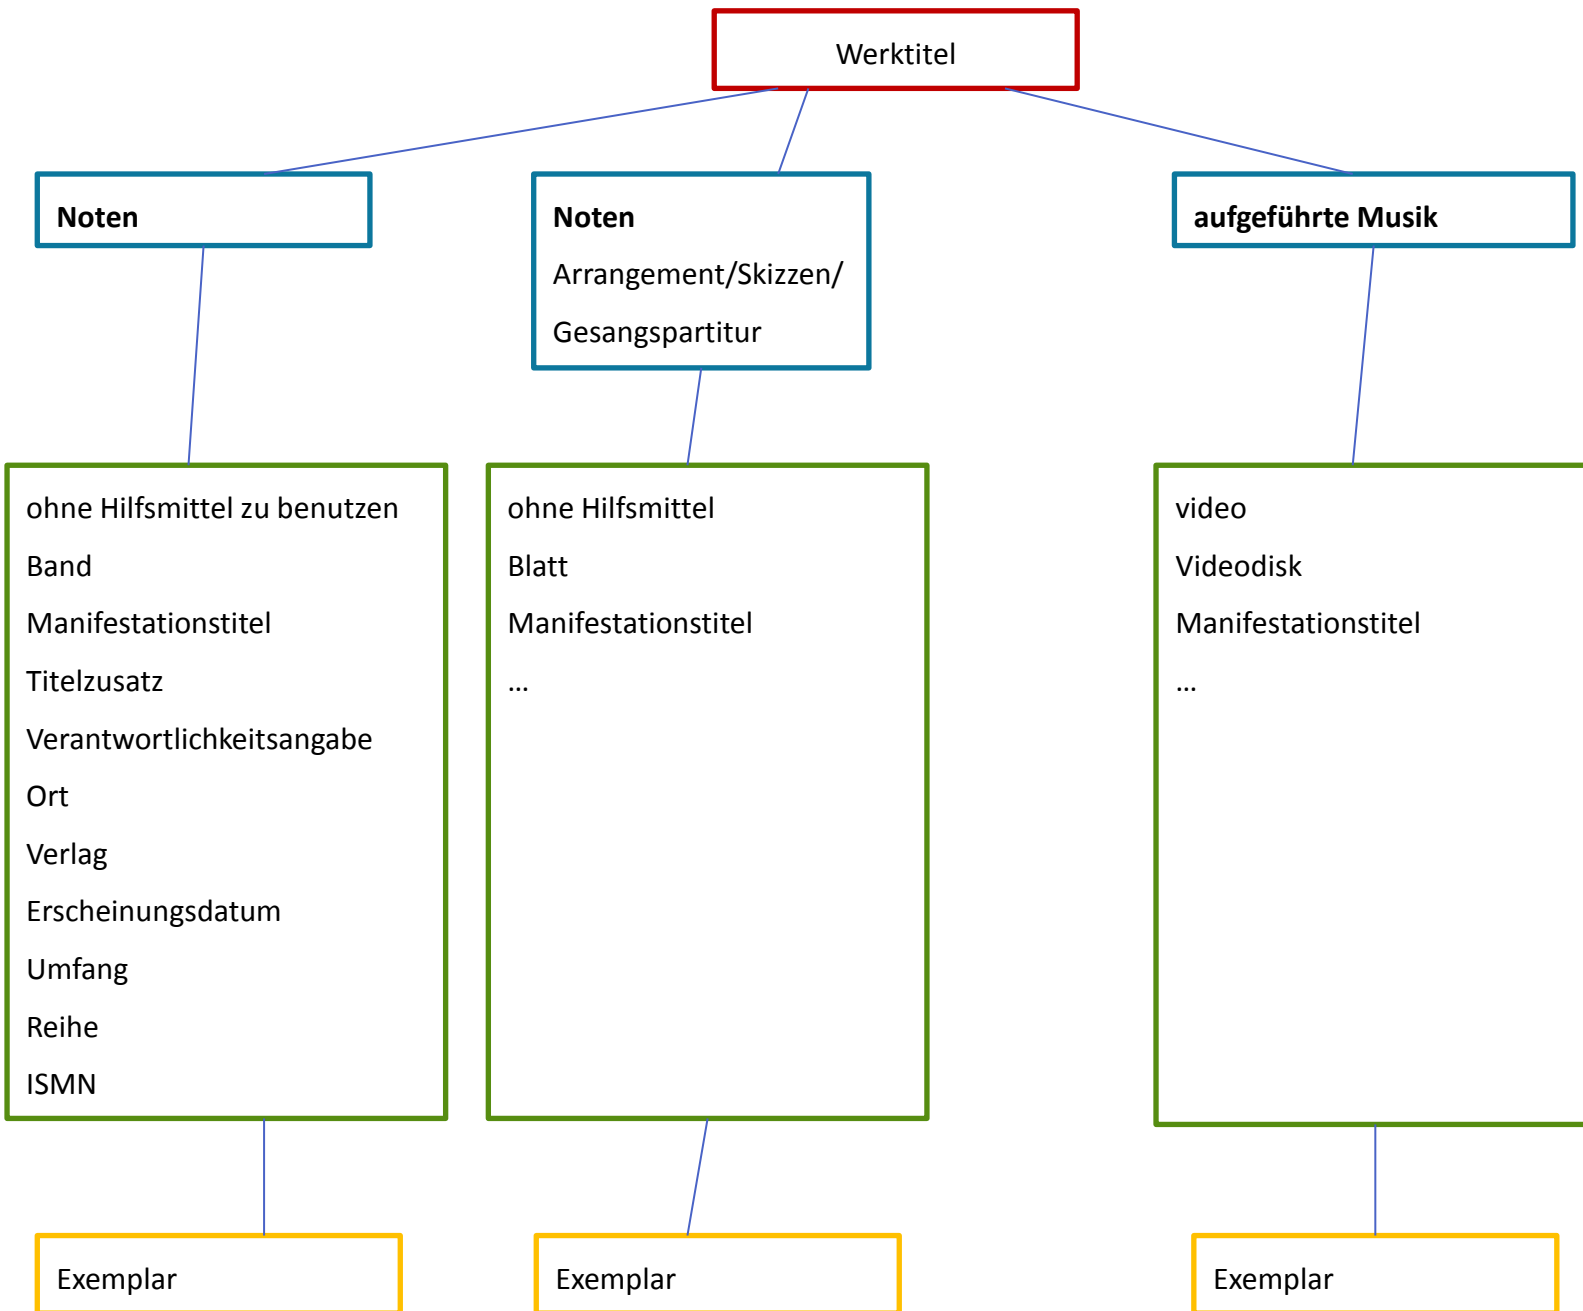 Werktitel
Noten
Noten
Arrangement/Skizzen/
Gesangspartitur
aufgeführte Musik
ohne Hilfsmittel zu benutzen
Band
Manifestationstitel
Titelzusatz
Verantwortlichkeitsangabe
Ort
Verlag
Erscheinungsdatum
Umfang
Reihe
ISMN
ohne Hilfsmittel
Blatt
Manifestationstitel
...
video
Videodisk
Manifestationstitel
...
Exemplar
Exemplar
Exemplar